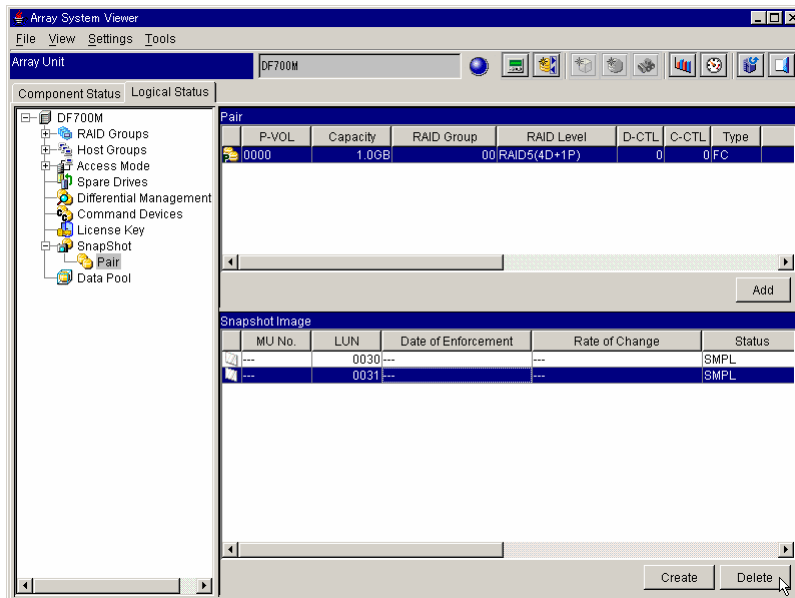 Array System Viewer
File View Settings Tools
Array Unit DF700M
Component Status Logical Status
DF700M
RAID Groups
Host Groups
Access Mode
Spare Drives
Differential Management
Command Devices
License Key
SnapShot
Pair
Data Pool
Pair
P-VOL Capacity RAID Group RAID Level D-CTL C-CTL Type
0000 1.0GB 00 RAID5(4D+1P) 0 0 FC
Add
Snapshot Image
MU No. LUN Date of Enforcement Rate of Change Status
--- 0030 --- --- SMPL
--- 0031 --- --- SMPL
Create Delete